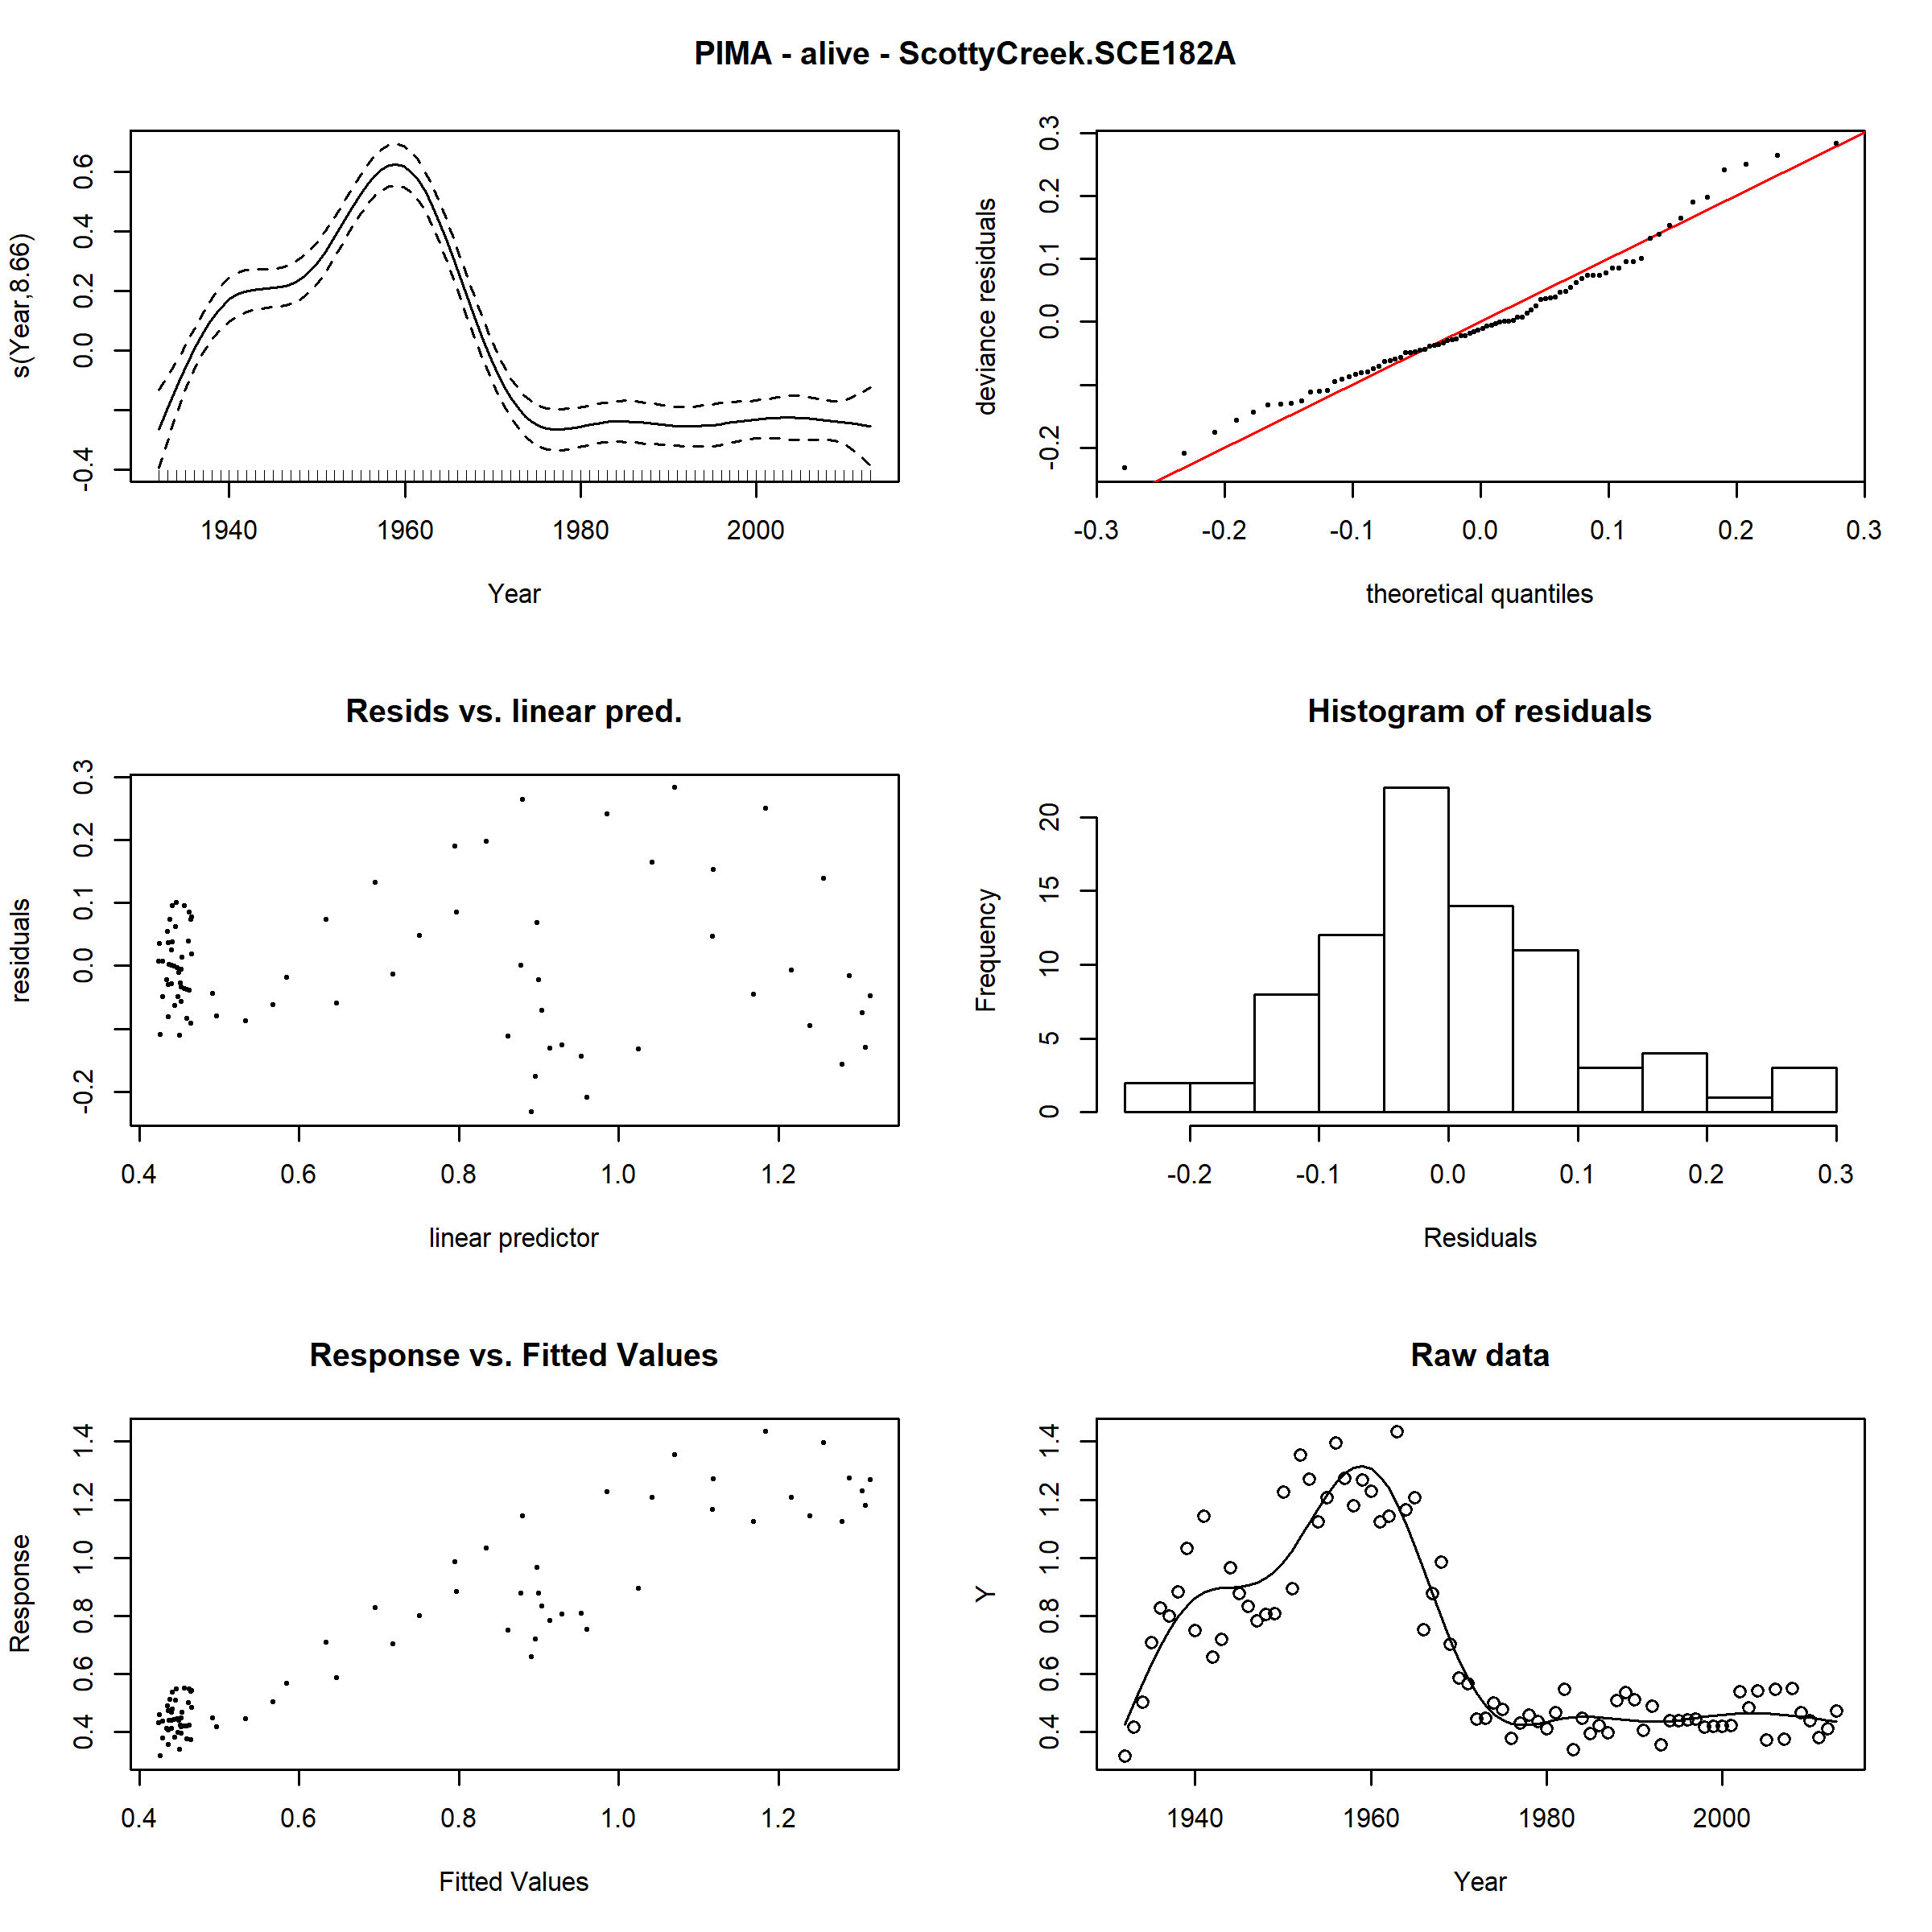 PIMA - alive - ScottyCreek.SCE182A
s(Year,8.66)
-0.4 0.0 0.2 0.4 0.6
1940 1960 1980 2000
Year
deviance residuals
-0.2 0.0 0.1 0.2 0.3
-0.3 -0.2 -0.1 0.0 0.1 0.2 0.3
theoretical quantiles
Resids vs. linear pred.
residuals
-0.2 0.0 0.1 0.2 0.3
0.4 0.6 0.8 1.0 1.2
linear predictor
Histogram of residuals
Frequency
0 5 10 15 20
-0.2 -0.1 0.0 0.1 0.2 0.3
Residuals
Response vs. Fitted Values
Response
0.4 0.6 0.8 1.0 1.2 1.4
0.4 0.6 0.8 1.0 1.2
Fitted Values
Raw data
Y
0.4 0.6 0.8 1.0 1.2 1.4
1940 1960 1980 2000
Year